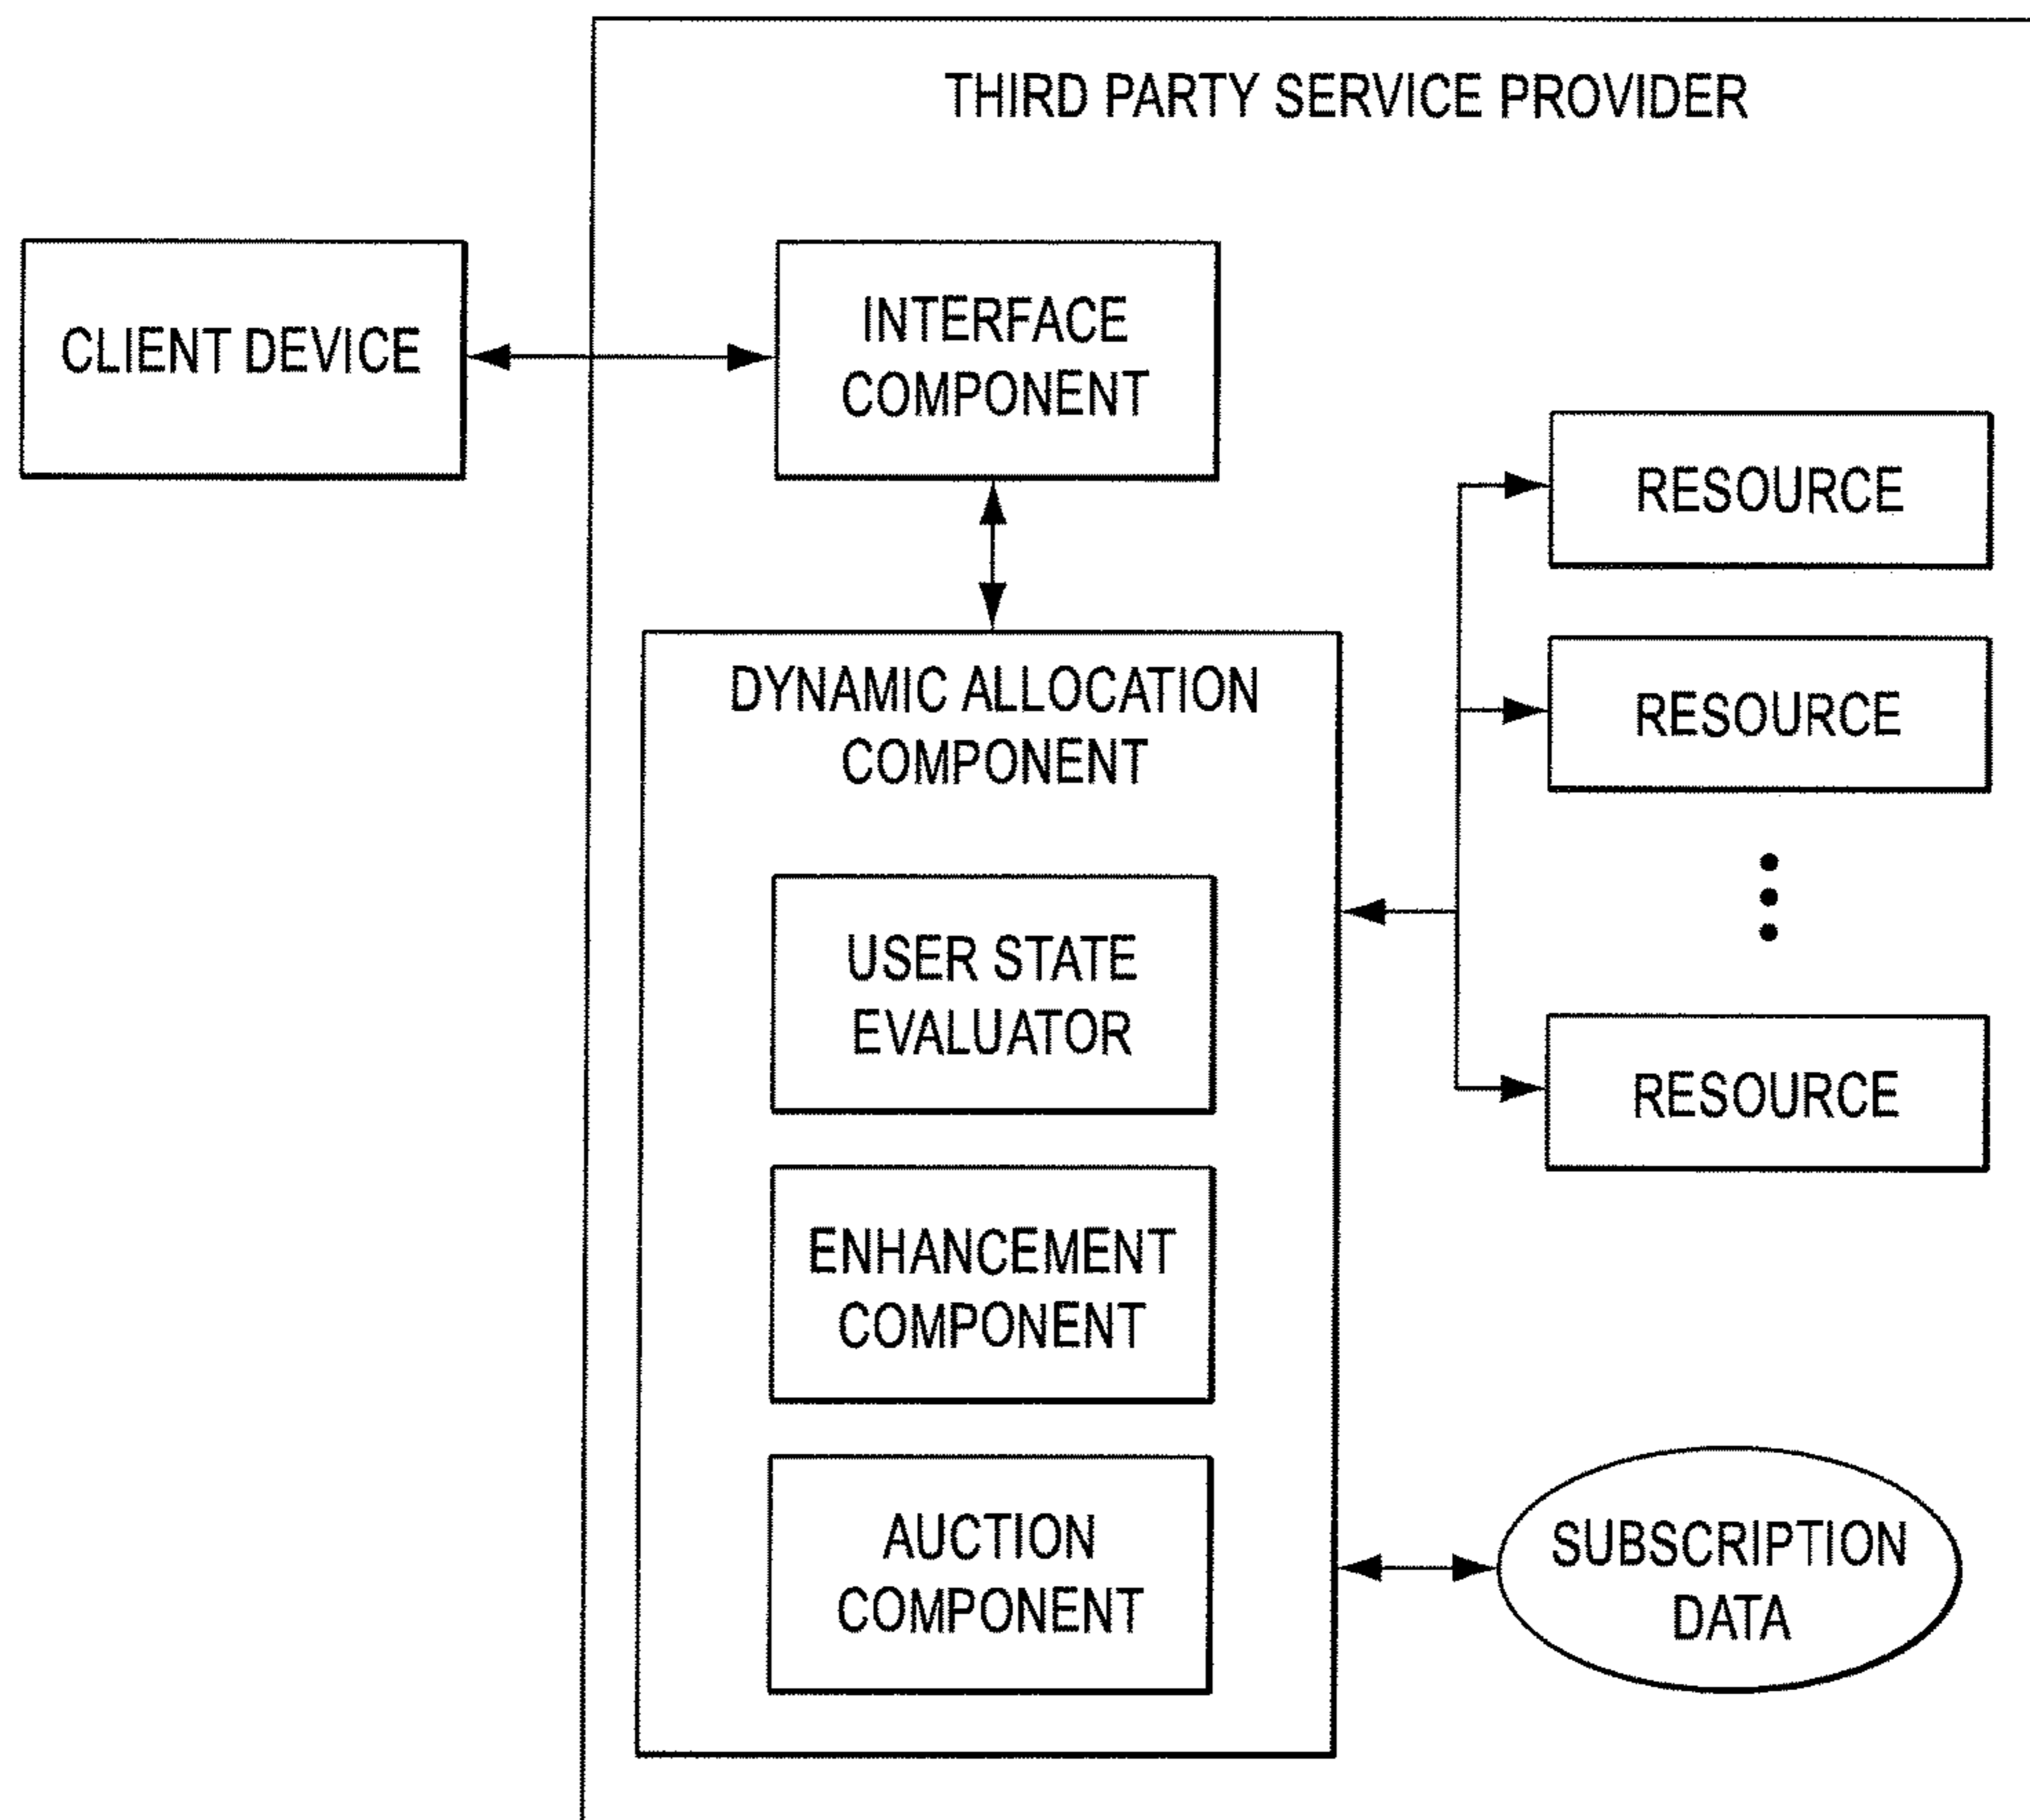 THIRD PARTY SERVICE PROVIDER
CLIENT DEVICE
INTERFACE
COMPONENT
RESOURCE
RESOURCE
RESOURCE
DYNAMIC ALLOCATION
COMPONENT
USER STATE
EVALUATOR
ENHANCEMENT
COMPONENT
AUCTION
COMPONENT
SUBSCRIPTION
DATA